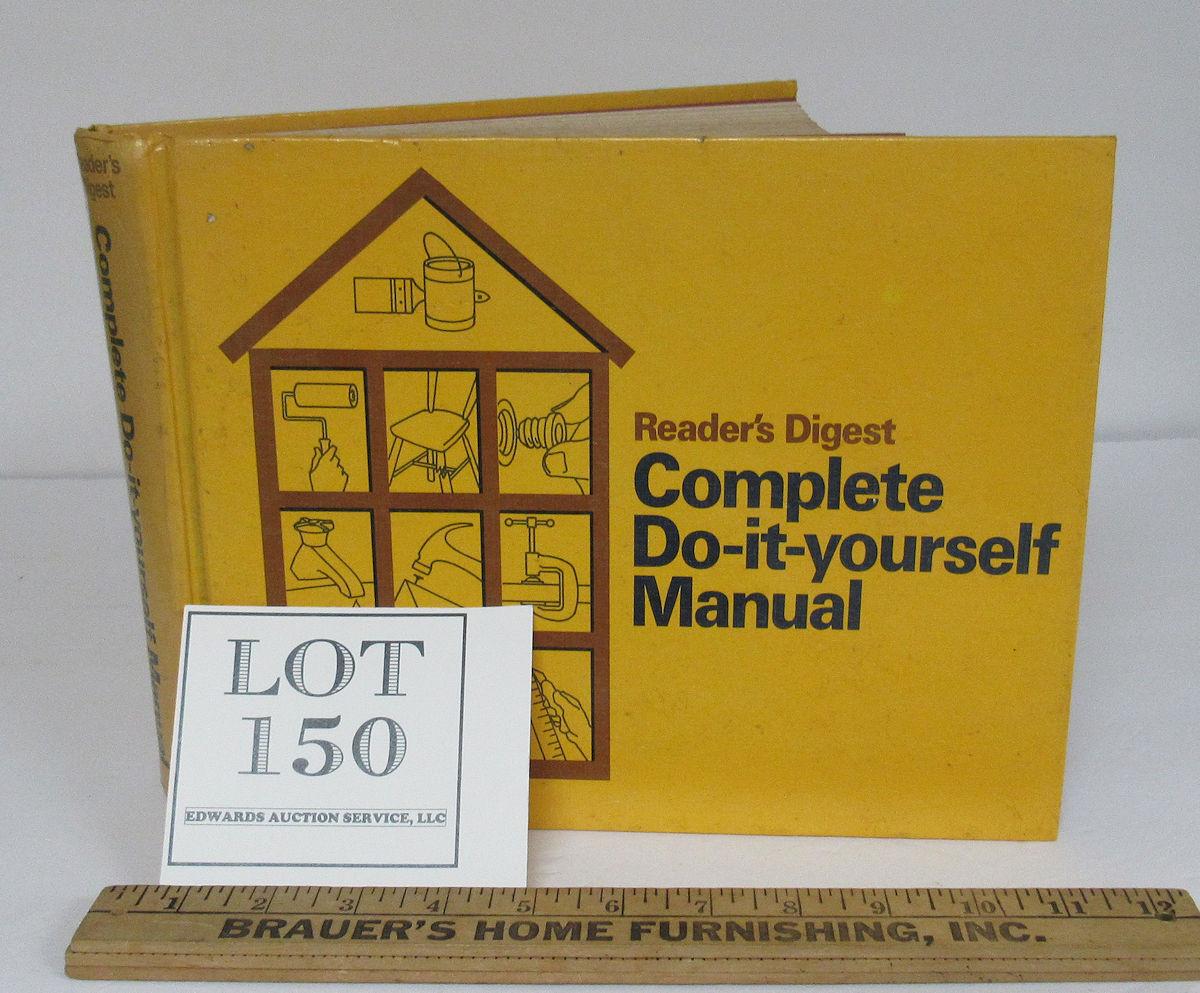 Reader's Digest
Complete
Do-it-yourself
Manual
Digest
Complete Do-it-yourself Manual
LOT
150
EDWARDS AUCTION SERVICE, LLC
1 2 3 4 5 6 7 8 9 10 11 12
BRAUER'S HOME FURNISHING, INC.